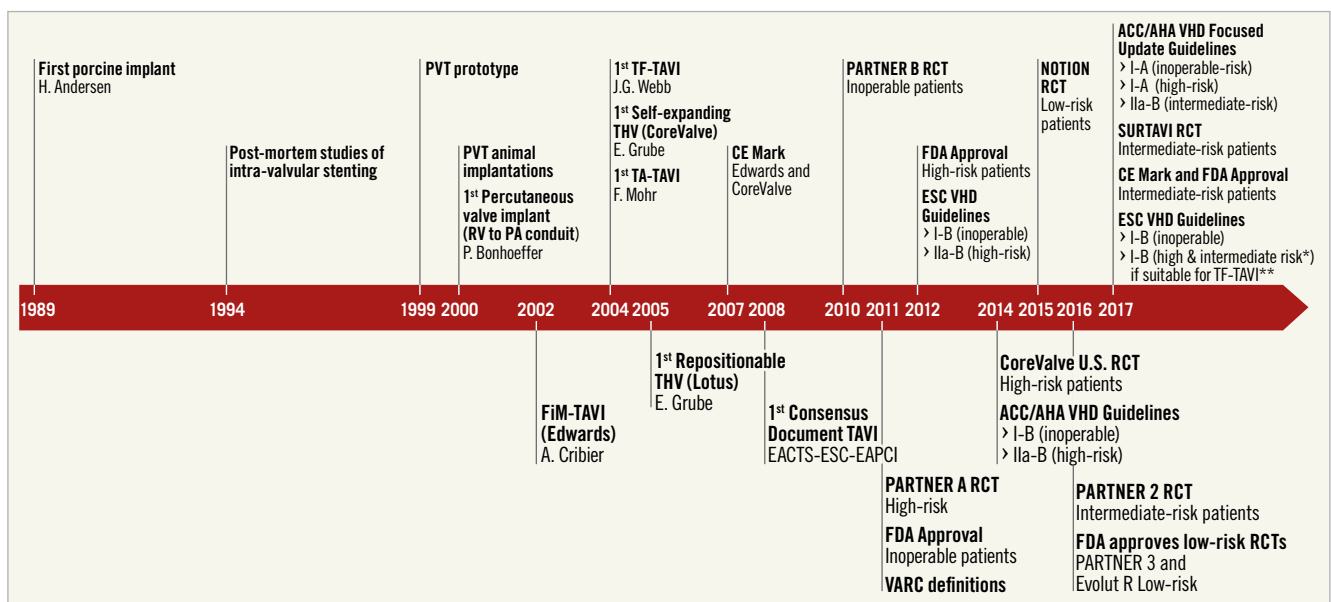 First porcine implant
H. Andersen
Post-mortem studies of
intra-valvular stenting
PVT prototype
PVT animal
implantations
1st Percutaneous
valve implant
(RV to PA conduit)
P. Bonhoeffer
1st TF-TAVI
J.G. Webb
1st Self-expanding
THV (CoreValve)
E. Grube
1st TA-TAVI
F. Mohr
CE Mark
Edwards and
CoreValve
PARTNER B RCT
Inoperable patients
FDA Approval
High-risk patients
ESC VHD
Guidelines
› I-B (inoperable)
› IIa-B (high-risk)
NOTION
RCT
Low-risk
patients
ACC/AHA VHD Focused
Update Guidelines
› I-A (inoperable-risk)
› I-A (high-risk)
› IIa-B (intermediate-risk)
SURTAVI RCT
Intermediate-risk patients
CE Mark and FDA Approval
Intermediate-risk patients
ESC VHD Guidelines
› I-B (inoperable)
› I-B (high & intermediate risk*)
if suitable for TF-TAVI**
1989 1994 1999 2000 2002 2004 2005 2007 2008 2010 2011 2012 2014 2015 2016 2017
FiM-TAVI
(Edwards)
A. Cribier
1st Repositionable
THV (Lotus)
E. Grube
1st Consensus
Document TAVI
EACTS-ESC-EAPCI
PARTNER A RCT
High-risk
FDA Approval
Inoperable patients
VARC definitions
CoreValve U.S. RCT
High-risk patients
ACC/AHA VHD Guidelines
› I-B (inoperable)
› IIa-B (high-risk)
PARTNER 2 RCT
Intermediate-risk patients
FDA approves low-risk RCTs
PARTNER 3 and
Evolut R Low-risk